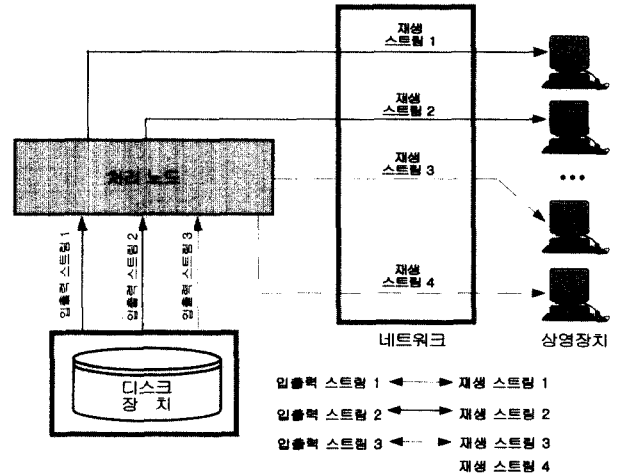 재생
스트림 1
재생
스트림 2
처리 노드
재생
스트림 3
...
입출력 스트림 1
입출력 스트림 2
입출력 스트림 3
재생
스트림 4
네트워크
상영장치
디스크
장 치
입출력 스트림 1 재생 스트림 1
입출력 스트림 2 재생 스트림 2
입출력 스트림 3 재생 스트림 3
재생 스트림 4